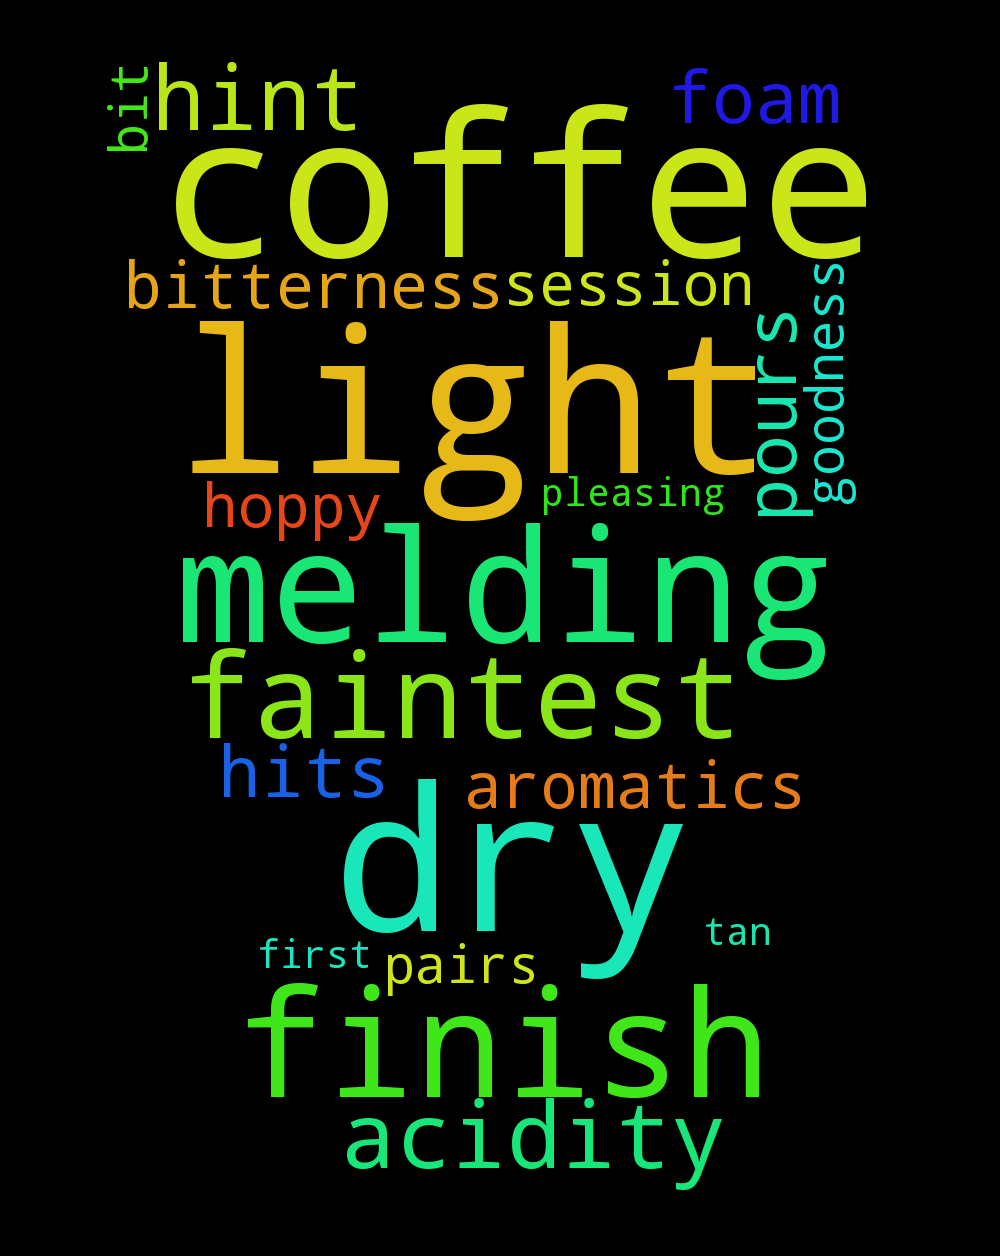 bit
hint
foam
coffee
bitterness
session
goodness
light
pours
hoppy
pleasing
melding
faintest
hits
aromatics
dry
tan
first
pairs
finish
acidity